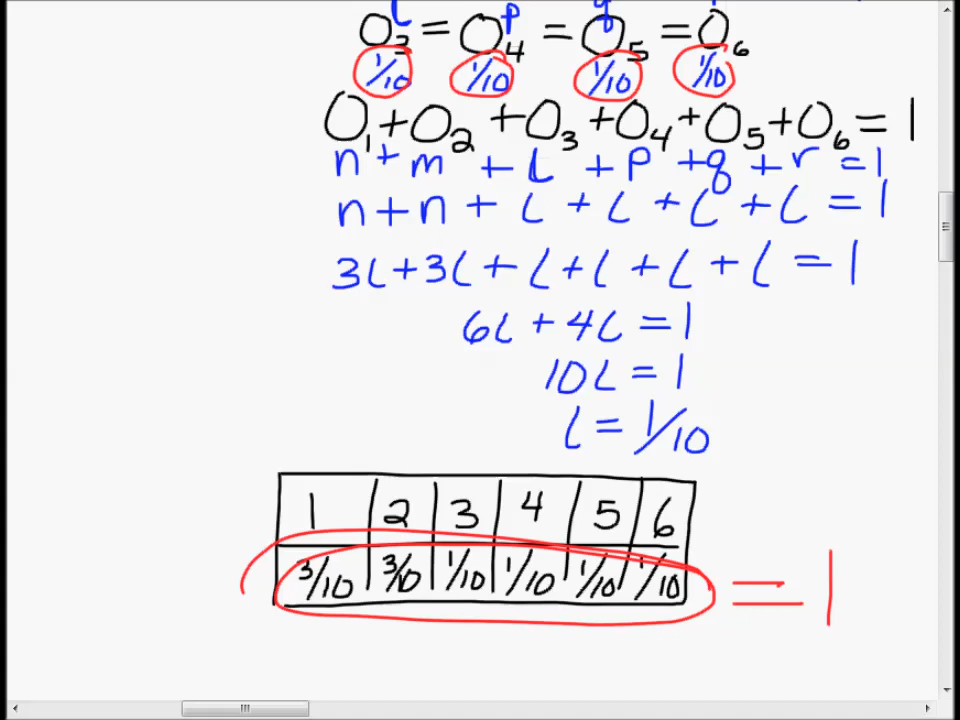 l p q
O₃ = O₄ = O₅ = O₆
1/10 1/10 1/10 1/10
O₁ + O₂ + O₃ + O₄ + O₅ + O₆ = 1
n + m + l + p + q + r = 1
n + n + l + l + l + l = 1
3l + 3l + l + l + l + l = 1
6l + 4l = 1
10l = 1
l = 1/10
1 2 3 4 5 6
3/10 3/10 1/10 1/10 1/10 1/10 = 1